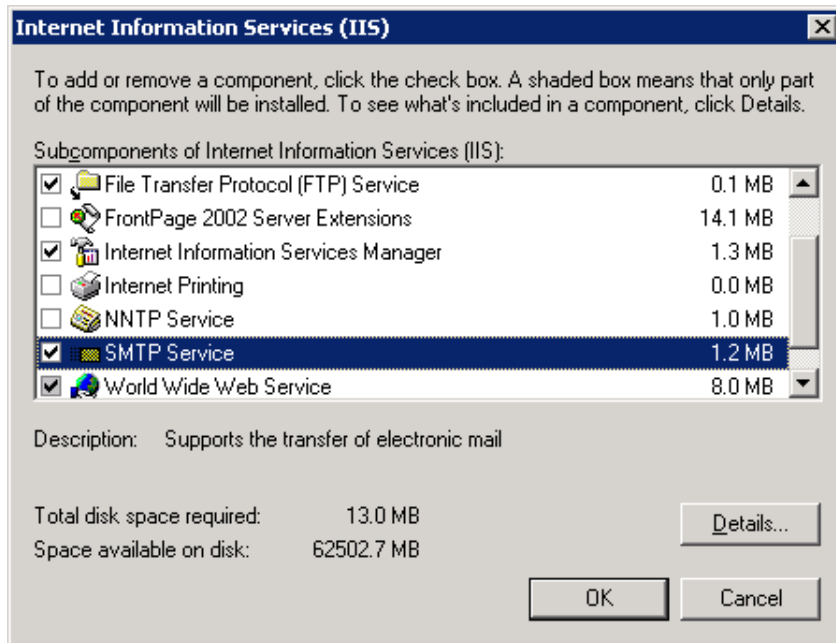 Internet Information Services (IIS)
To add or remove a component, click the check box. A shaded box means that only part
of the component will be installed. To see what's included in a component, click Details.
Subcomponents of Internet Information Services (IIS):
File Transfer Protocol (FTP) Service 0.1 MB
FrontPage 2002 Server Extensions 14.1 MB
Internet Information Services Manager 1.3 MB
Internet Printing 0.0 MB
NNTP Service 1.0 MB
SMTP Service 1.2 MB
World Wide Web Service 8.0 MB
Description: Supports the transfer of electronic mail
Total disk space required: 13.0 MB
Space available on disk: 62502.7 MB
Details...
OK Cancel